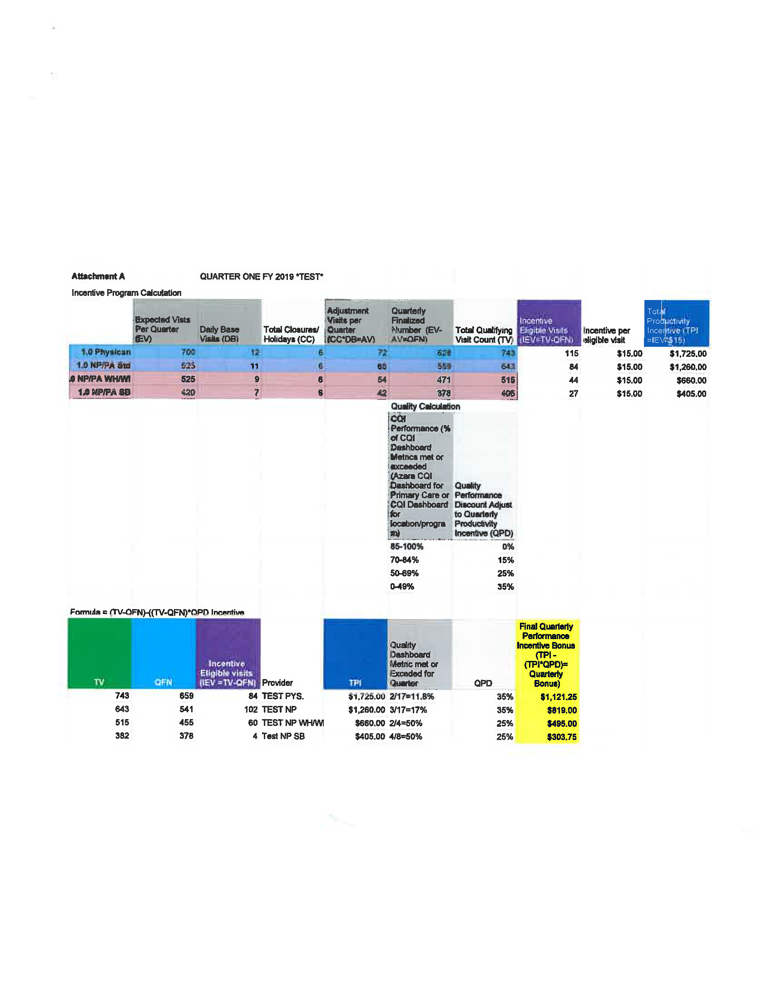 Attachment A QUARTER ONE FY 2019 *TEST*
Incentive Program Calculation
Expected Vists Per Quarter (EV) Daily Base Visits (DB) Total Closures/ Holidays (CC) Adjustment Visits per Quarter (CC*DB=AV) Quarterly Finalized Number (EV-AV=QFN) Total Qualifying Visit Count (TV) Incentive Eligible Visits (IEV=TV-QFN) Incentive per eligible visit Total Productivity Incentive (TPI =IEV*$15)
1.0 Physican 700 12 6 72 628 743 115 $15.00 $1,725.00
1.0 NP/PA Std 525 11 6 559 643 84 $15.00 $1,260.00
.0 NP/PA WH/WI 525 9 6 54 471 515 44 $15.00 $660.00
1.0 NP/PA SB 420 7 6 42 378 405 27 $15.00 $405.00
Quality Calculation
CQI Performance (% of CQI Dashboard Metrics met or exceeded (Azara CQI Dashboard for Primary Care or CQI Dashboard for location/program) Quality Performance Discount Adjust to Quarterly Productivity Incentive (QPD)
85-100% 0%
70-84% 15%
50-69% 25%
0-49% 35%
Formula = (TV-QFN)-((TV-QFN)*QPD Incentive
TV QFN Incentive Eligible visits (IEV =TV-QFN) Provider TPI Quality Dashboard Metric met or Exceded for Quarter QPD Final Quarterly Performance Incentive Bonus (TPI - (TPI*QPD)= Quarterly Bonus)
743 659 84 TEST PYS. $1,725.00 2/17=11.8% 35% $1,121.25
643 541 102 TEST NP $1,260.00 3/17=17% 35% $819.00
515 455 60 TEST NP WH/WI $660.00 2/4=50% 25% $495.00
382 378 4 Test NP SB $405.00 4/8=50% 25% $303.75